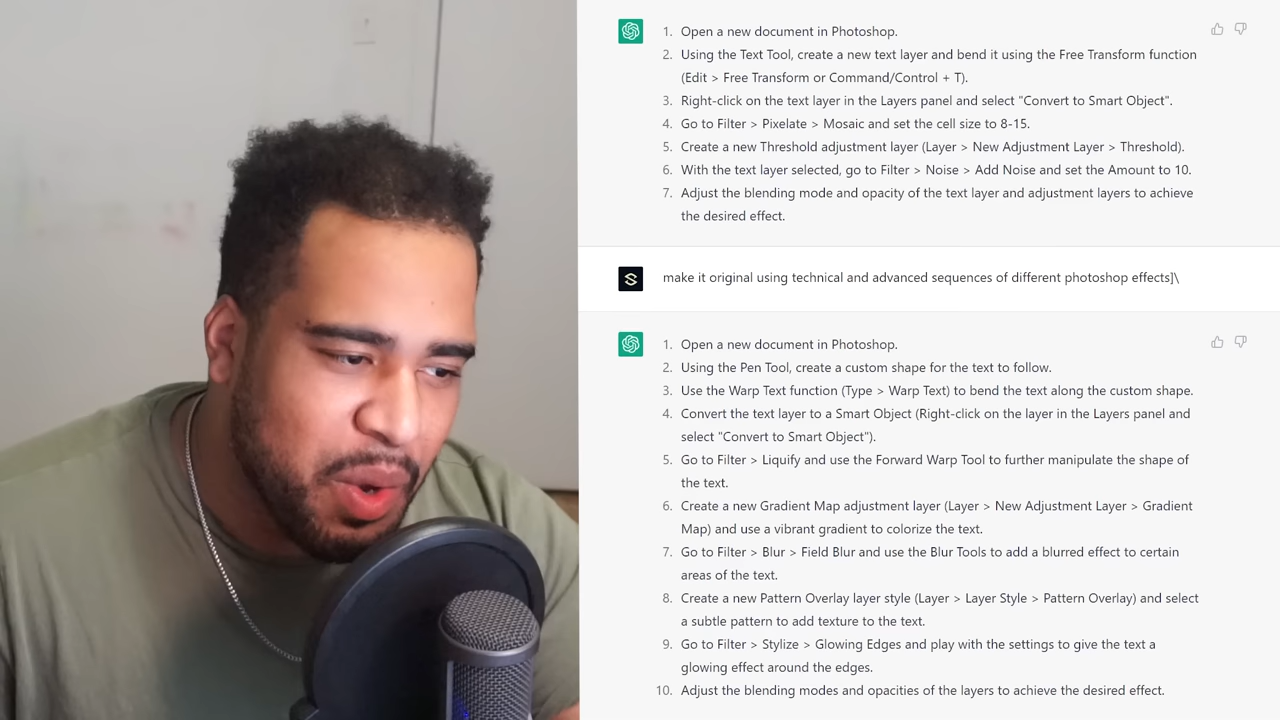 1. Open a new document in Photoshop.
2. Using the Text Tool, create a new text layer and bend it using the Free Transform function
(Edit > Free Transform or Command/Control + T).
3. Right-click on the text layer in the Layers panel and select "Convert to Smart Object".
4. Go to Filter > Pixelate > Mosaic and set the cell size to 8-15.
5. Create a new Threshold adjustment layer (Layer > New Adjustment Layer > Threshold).
6. With the text layer selected, go to Filter > Noise > Add Noise and set the Amount to 10.
7. Adjust the blending mode and opacity of the text layer and adjustment layers to achieve
the desired effect.
make it original using technical and advanced sequences of different photoshop effects]\
1. Open a new document in Photoshop.
2. Using the Pen Tool, create a custom shape for the text to follow.
3. Use the Warp Text function (Type > Warp Text) to bend the text along the custom shape.
4. Convert the text layer to a Smart Object (Right-click on the layer in the Layers panel and
select "Convert to Smart Object").
5. Go to Filter > Liquify and use the Forward Warp Tool to further manipulate the shape of
the text.
6. Create a new Gradient Map adjustment layer (Layer > New Adjustment Layer > Gradient
Map) and use a vibrant gradient to colorize the text.
7. Go to Filter > Blur > Field Blur and use the Blur Tools to add a blurred effect to certain
areas of the text.
8. Create a new Pattern Overlay layer style (Layer > Layer Style > Pattern Overlay) and select
a subtle pattern to add texture to the text.
9. Go to Filter > Stylize > Glowing Edges and play with the settings to give the text a
glowing effect around the edges.
10. Adjust the blending modes and opacities of the layers to achieve the desired effect.